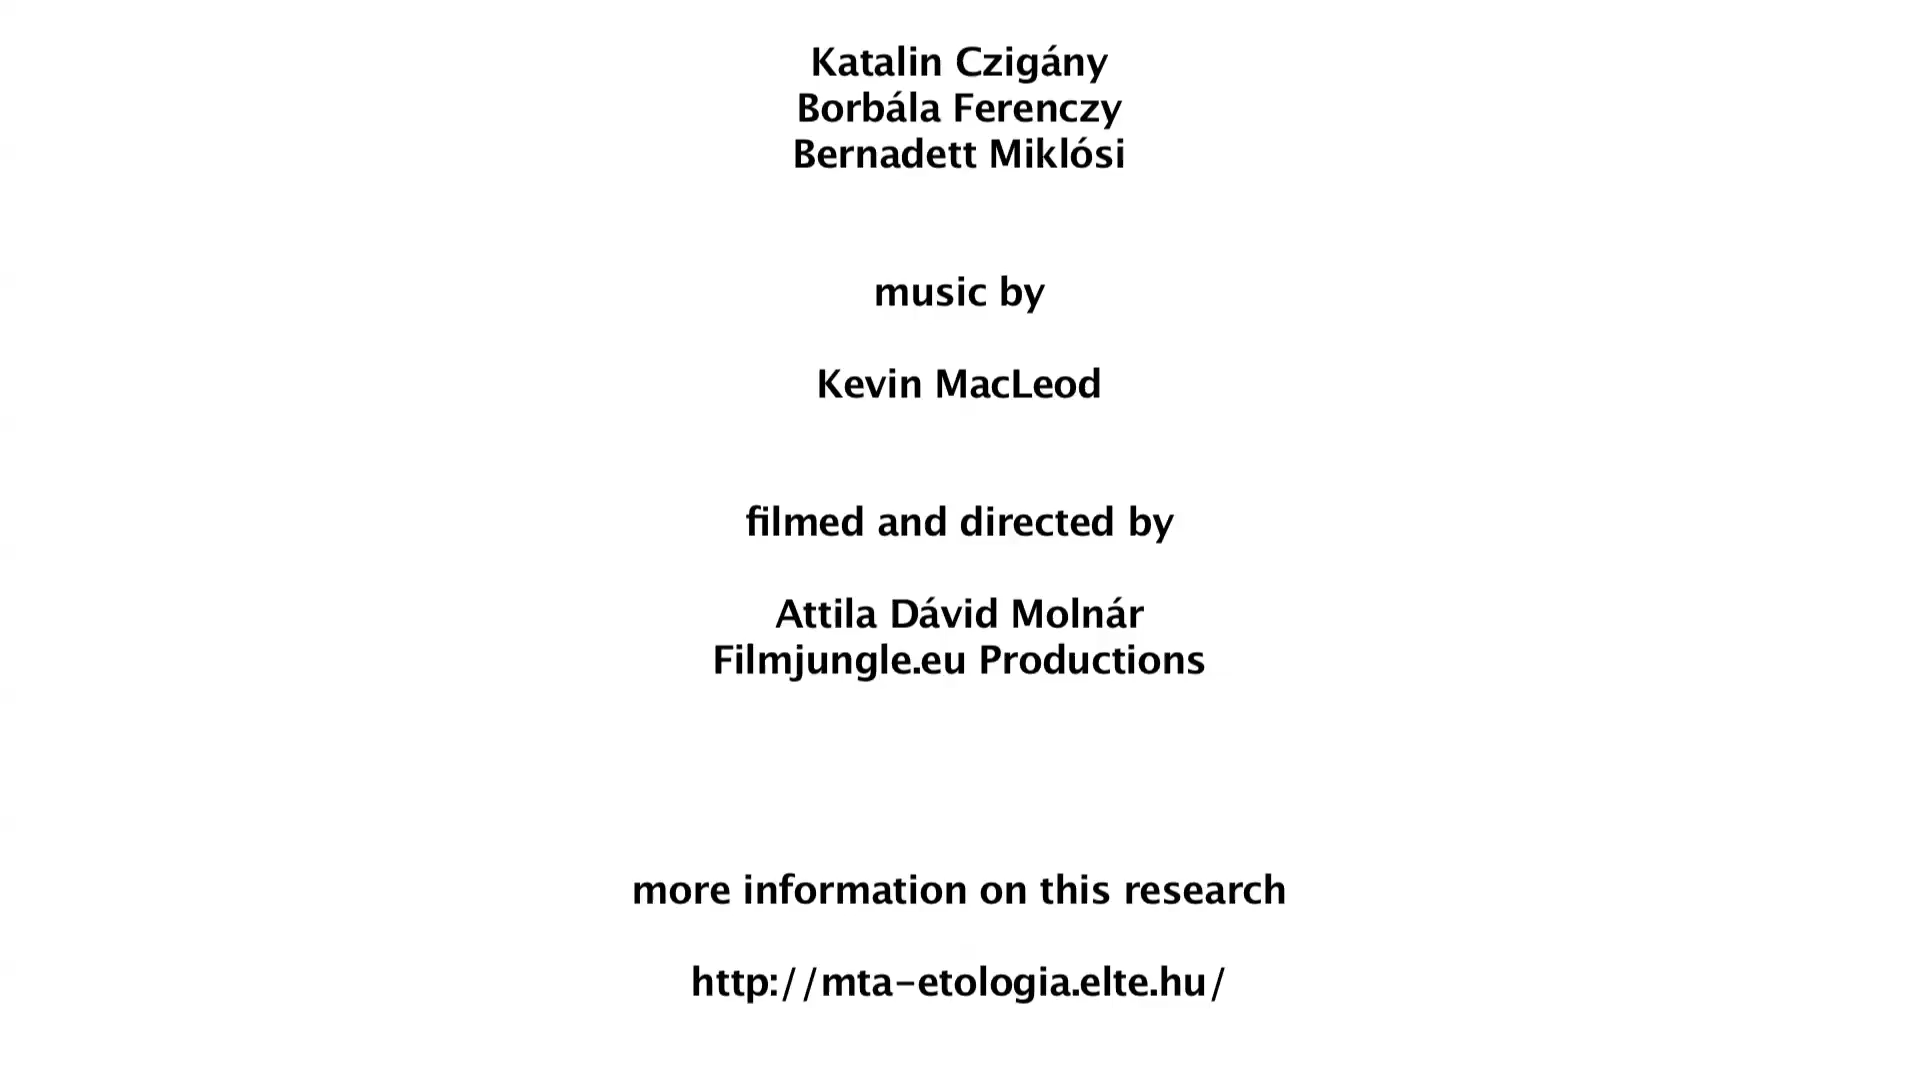 Katalin Czigány
Borbála Ferenczy
Bernadett Miklósi
music by
Kevin MacLeod
filmed and directed by
Attila Dávid Molnár
Filmjungle.eu Productions
more information on this research
http://mta-etologia.elte.hu/